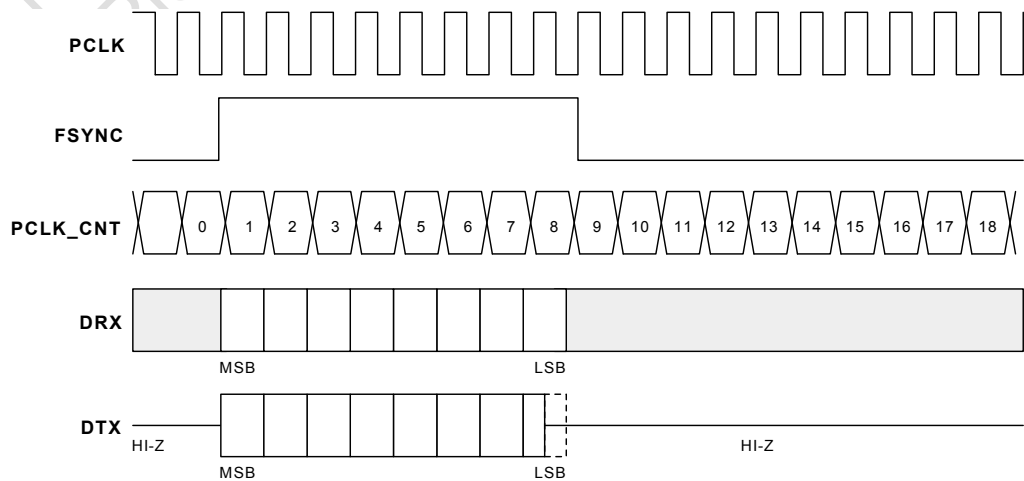 PCLK
FSYNC
PCLK_CNT 0 1 2 3 4 5 6 7 8 9 10 11 12 13 14 15 16 17 18
DRX
MSB LSB
DTX
HI-Z HI-Z
MSB LSB